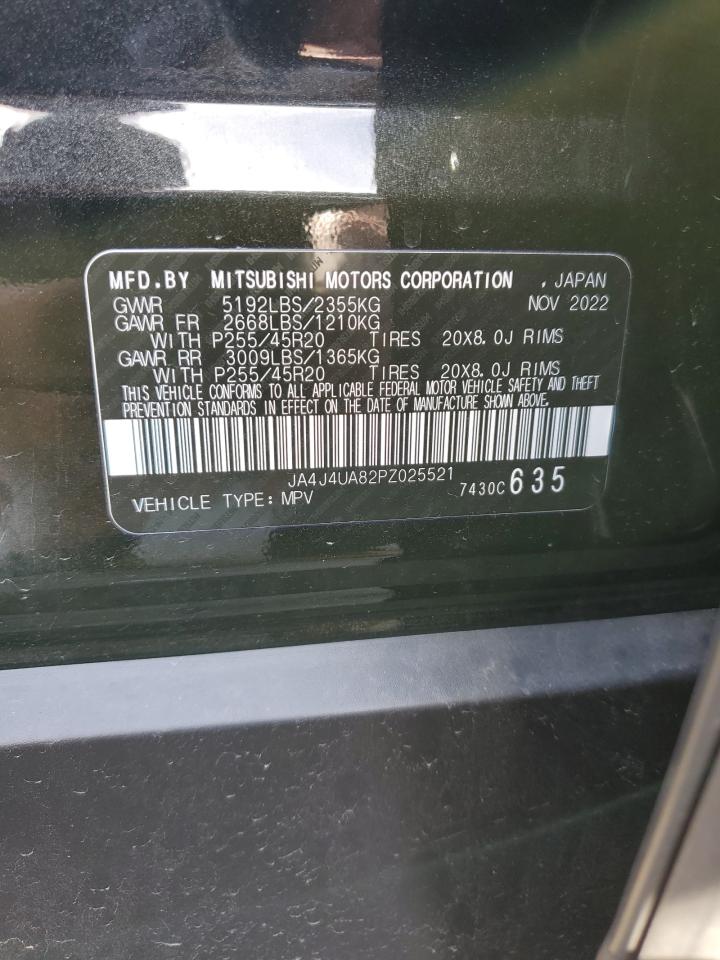 MFD.BY MITSUBISHI MOTORS CORPORATION , JAPAN
GVWR 5192LBS/2355KG NOV 2022
GAWR FR 2668LBS/1210KG
WITH P255/45R20 TIRES 20X8.0J RIMS
GAWR RR 3009LBS/1365KG
WITH P255/45R20 TIRES 20X8.0J RIMS
THIS VEHICLE CONFORMS TO ALL APPLICABLE FEDERAL MOTOR VEHICLE SAFETY AND THEFT
PREVENTION STANDARDS IN EFFECT ON THE DATE OF MANUFACTURE SHOWN ABOVE.
JA4J4UA82PZ025521
VEHICLE TYPE: MPV 7430C 635